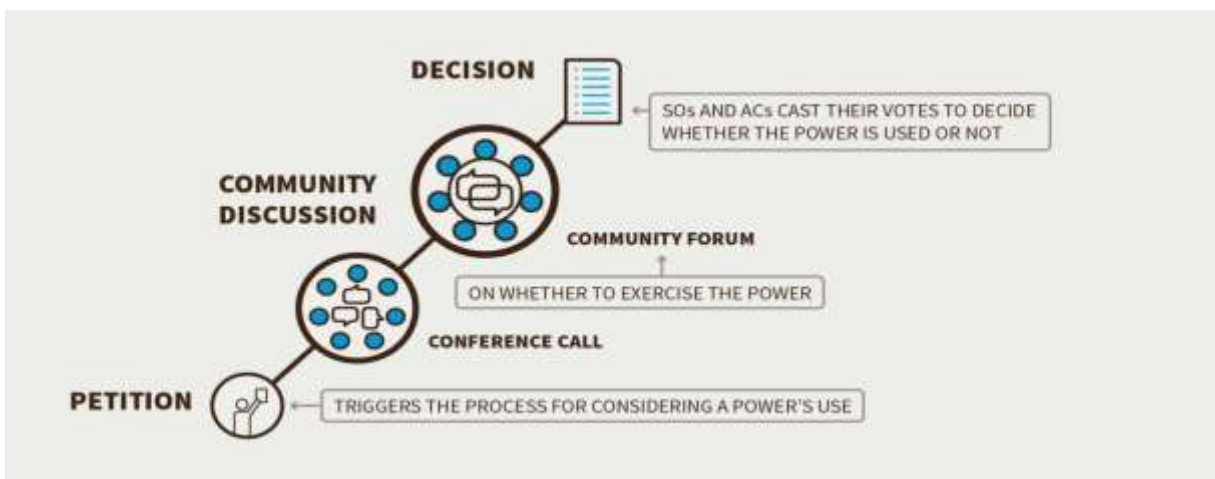 DECISION
SOs AND ACs CAST THEIR VOTES TO DECIDE
WHETHER THE POWER IS USED OR NOT
COMMUNITY
DISCUSSION
COMMUNITY FORUM
ON WHETHER TO EXERCISE THE POWER
CONFERENCE CALL
PETITION
TRIGGERS THE PROCESS FOR CONSIDERING A POWER'S USE